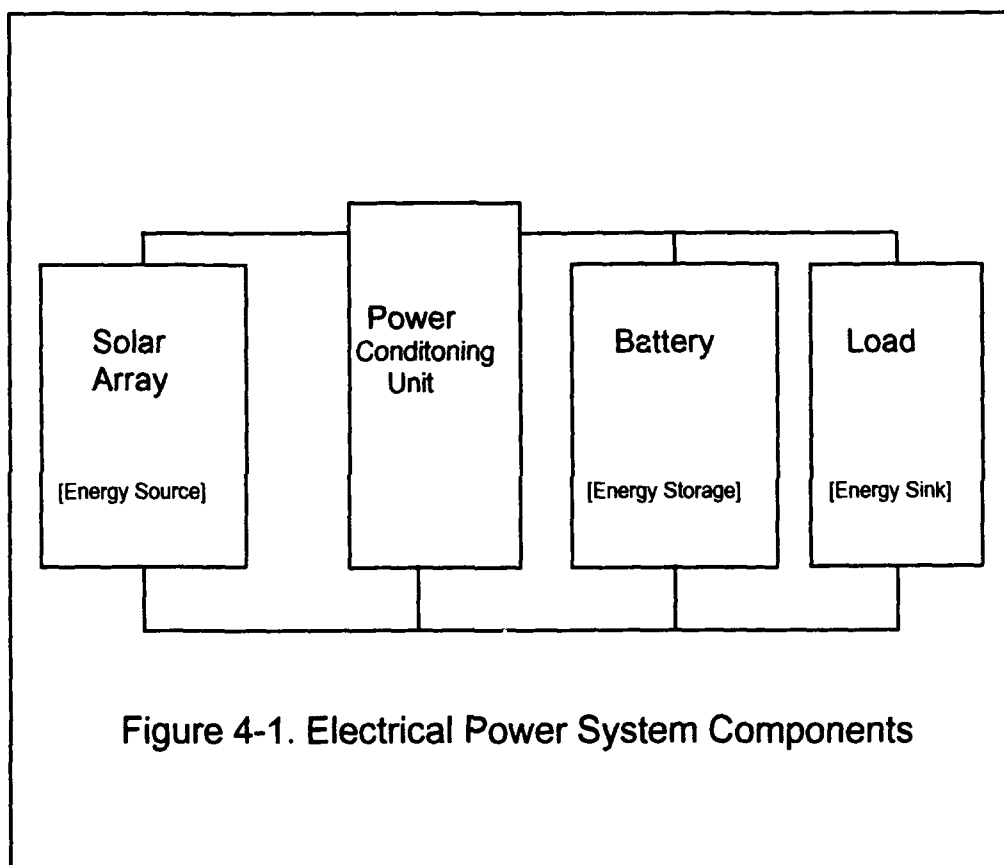 Solar
Array
[Energy Source]
Power
Conditoning
Unit
Battery
[Energy Storage]
Load
[Energy Sink]
Figure 4-1. Electrical Power System Components